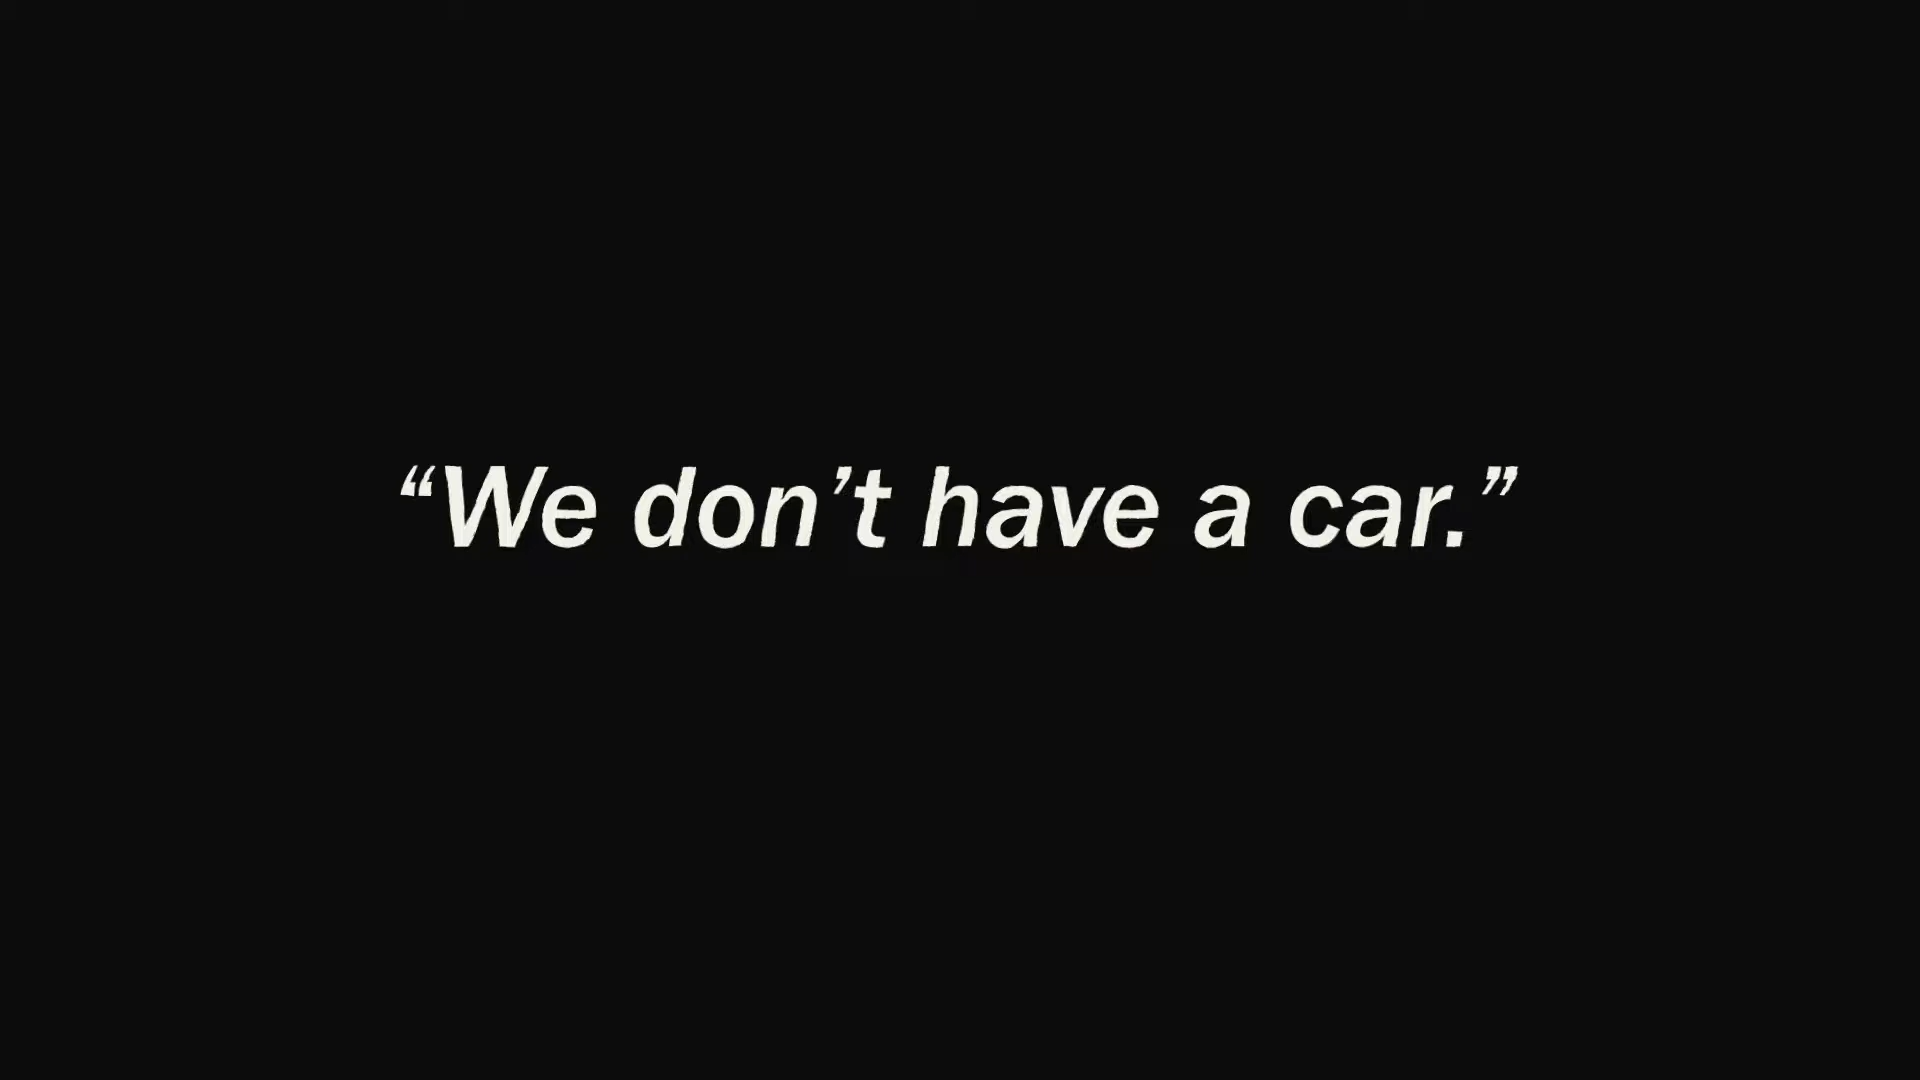 “We don’t have a car.”